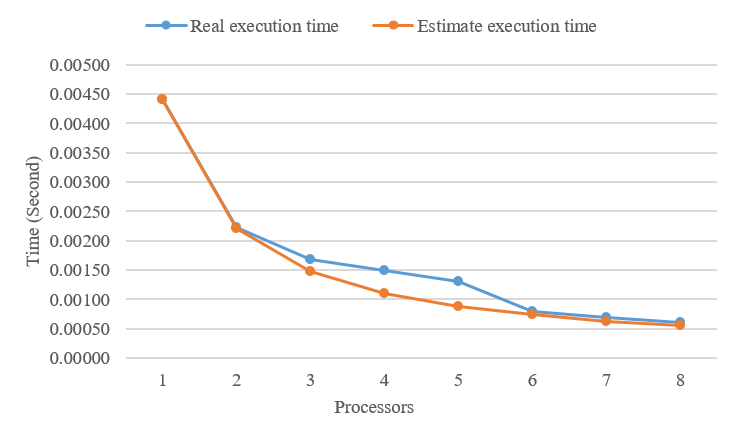 Real execution time
Estimate execution time
0.00500
0.00450
0.00400
0.00350
0.00300
0.00250
0.00200
0.00150
0.00100
0.00050
0.00000
Time (Second)
1 2 3 4 5 6 7 8
Processors